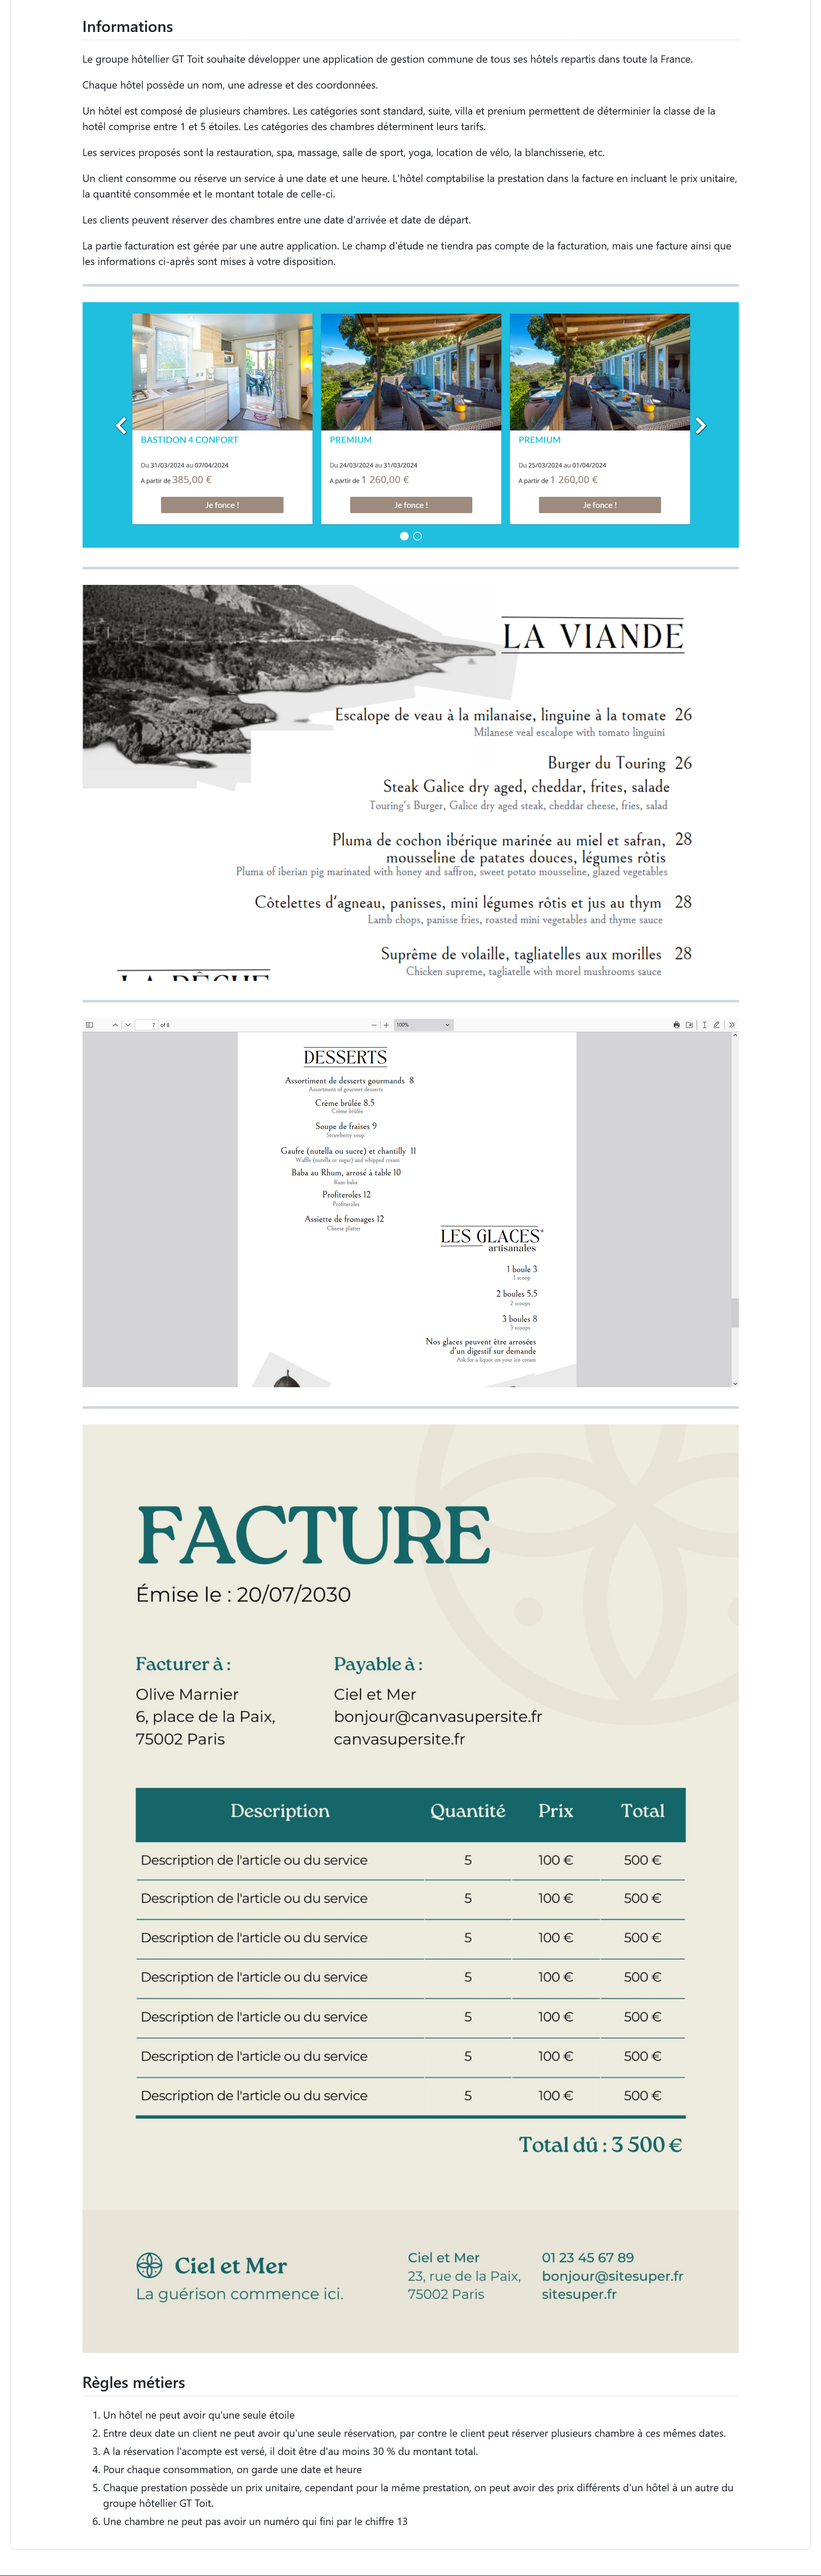 Informations
Le groupe hôtellier GT Toit souhaite développer une application de gestion commune de tous ses hôtels repartis dans toute la France.
Chaque hôtel possède un nom, une adresse et des coordonnées.
Un hôtel est composé de plusieurs chambres. Les catégories sont standard, suite, villa et prenium permettent de déterminier la classe de la
hotêl comprise entre 1 et 5 étoiles. Les catégories des chambres déterminent leurs tarifs.
Les services proposés sont la restauration, spa, massage, salle de sport, yoga, location de vélo, la blanchisserie, etc.
Un client consomme ou réserve un service à une date et une heure. L'hôtel comptabilise la prestation dans la facture en incluant le prix unitaire,
la quantité consommée et le montant totale de celle-ci.
Les clients peuvent réserver des chambres entre une date d'arrivée et date de départ.
La partie facturation est gérée par une autre application. Le champ d'étude ne tiendra pas compte de la facturation, mais une facture ainsi que
les informations ci-après sont mises à votre disposition.
BASTIDON 4 CONFORT
Du 31/03/2024 au 07/04/2024
A partir de 385,00 €
Je fonce !
PREMIUM
Du 24/03/2024 au 31/03/2024
A partir de 1 260,00 €
Je fonce !
PREMIUM
Du 25/03/2024 au 01/04/2024
A partir de 1 260,00 €
Je fonce !
LA VIANDE
Escalope de veau à la milanaise, linguine à la tomate 26
Milanese veal escalope with tomato linguini
Burger du Touring 26
Steak Galice dry aged, cheddar, frites, salade
Touring's Burger, Galice dry aged steak, cheddar cheese, fries, salad
Pluma de cochon ibérique marinée au miel et safran, 28
mousseline de patates douces, légumes rôtis
Pluma of iberian pig marinated with honey and saffron, sweet potato mousseline, glazed vegetables
Côtelettes d'agneau, panisses, mini légumes rôtis et jus au thym 28
Lamb chops, panisse fries, roasted mini vegetables and thyme sauce
Suprême de volaille, tagliatelles aux morilles 28
Chicken supreme, tagliatelle with morel mushrooms sauce
LA PÊCHE
7 of 8
100%
DESSERTS
Assortiment de desserts gourmands 8
Assortment of gourmet desserts
Crème brûlée 8.5
Crème brûlée
Soupe de fraises 9
Strawberry soup
Gaufre (nutella ou sucre) et chantilly 11
Waffle (nutella or sugar) and whipped cream
Baba au Rhum, arrosé à table 10
Rum baba
Profiteroles 12
Profiteroles
Assiette de fromages 12
Cheese platter
LES GLACES*
artisanales
1 boule 3
1 scoop
2 boules 5.5
2 scoops
3 boules 8
3 scoops
Nos glaces peuvent être arrosées
d'un digestif sur demande
Ask for a liquor on your ice cream
FACTURE
Émise le : 20/07/2030
Facturer à :
Olive Marnier
6, place de la Paix,
75002 Paris
Payable à :
Ciel et Mer
bonjour@canvasupersite.fr
canvasupersite.fr
Description Quantité Prix Total
Description de l'article ou du service 5 100 € 500 €
Description de l'article ou du service 5 100 € 500 €
Description de l'article ou du service 5 100 € 500 €
Description de l'article ou du service 5 100 € 500 €
Description de l'article ou du service 5 100 € 500 €
Description de l'article ou du service 5 100 € 500 €
Description de l'article ou du service 5 100 € 500 €
Total dû : 3 500 €
Ciel et Mer
La guérison commence ici.
Ciel et Mer
23, rue de la Paix,
75002 Paris
01 23 45 67 89
bonjour@sitesuper.fr
sitesuper.fr
Règles métiers
1. Un hôtel ne peut avoir qu'une seule étoile
2. Entre deux date un client ne peut avoir qu'une seule réservation, par contre le client peut réserver plusieurs chambre à ces mêmes dates.
3. A la réservation l'acompte est versé, il doit être d'au moins 30 % du montant total.
4. Pour chaque consommation, on garde une date et heure
5. Chaque prestation possède un prix unitaire, cependant pour la même prestation, on peut avoir des prix différents d'un hôtel à un autre du
groupe hôtellier GT Toit.
6. Une chambre ne peut pas avoir un numéro qui fini par le chiffre 13